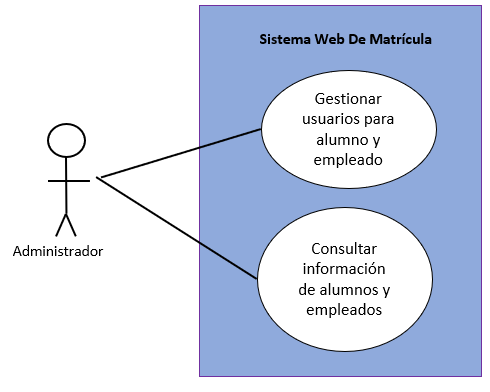 Sistema Web De Matrícula
Gestionar
usuarios para
alumno y
empleado
Administrador
Consultar
información
de alumnos y
empleados